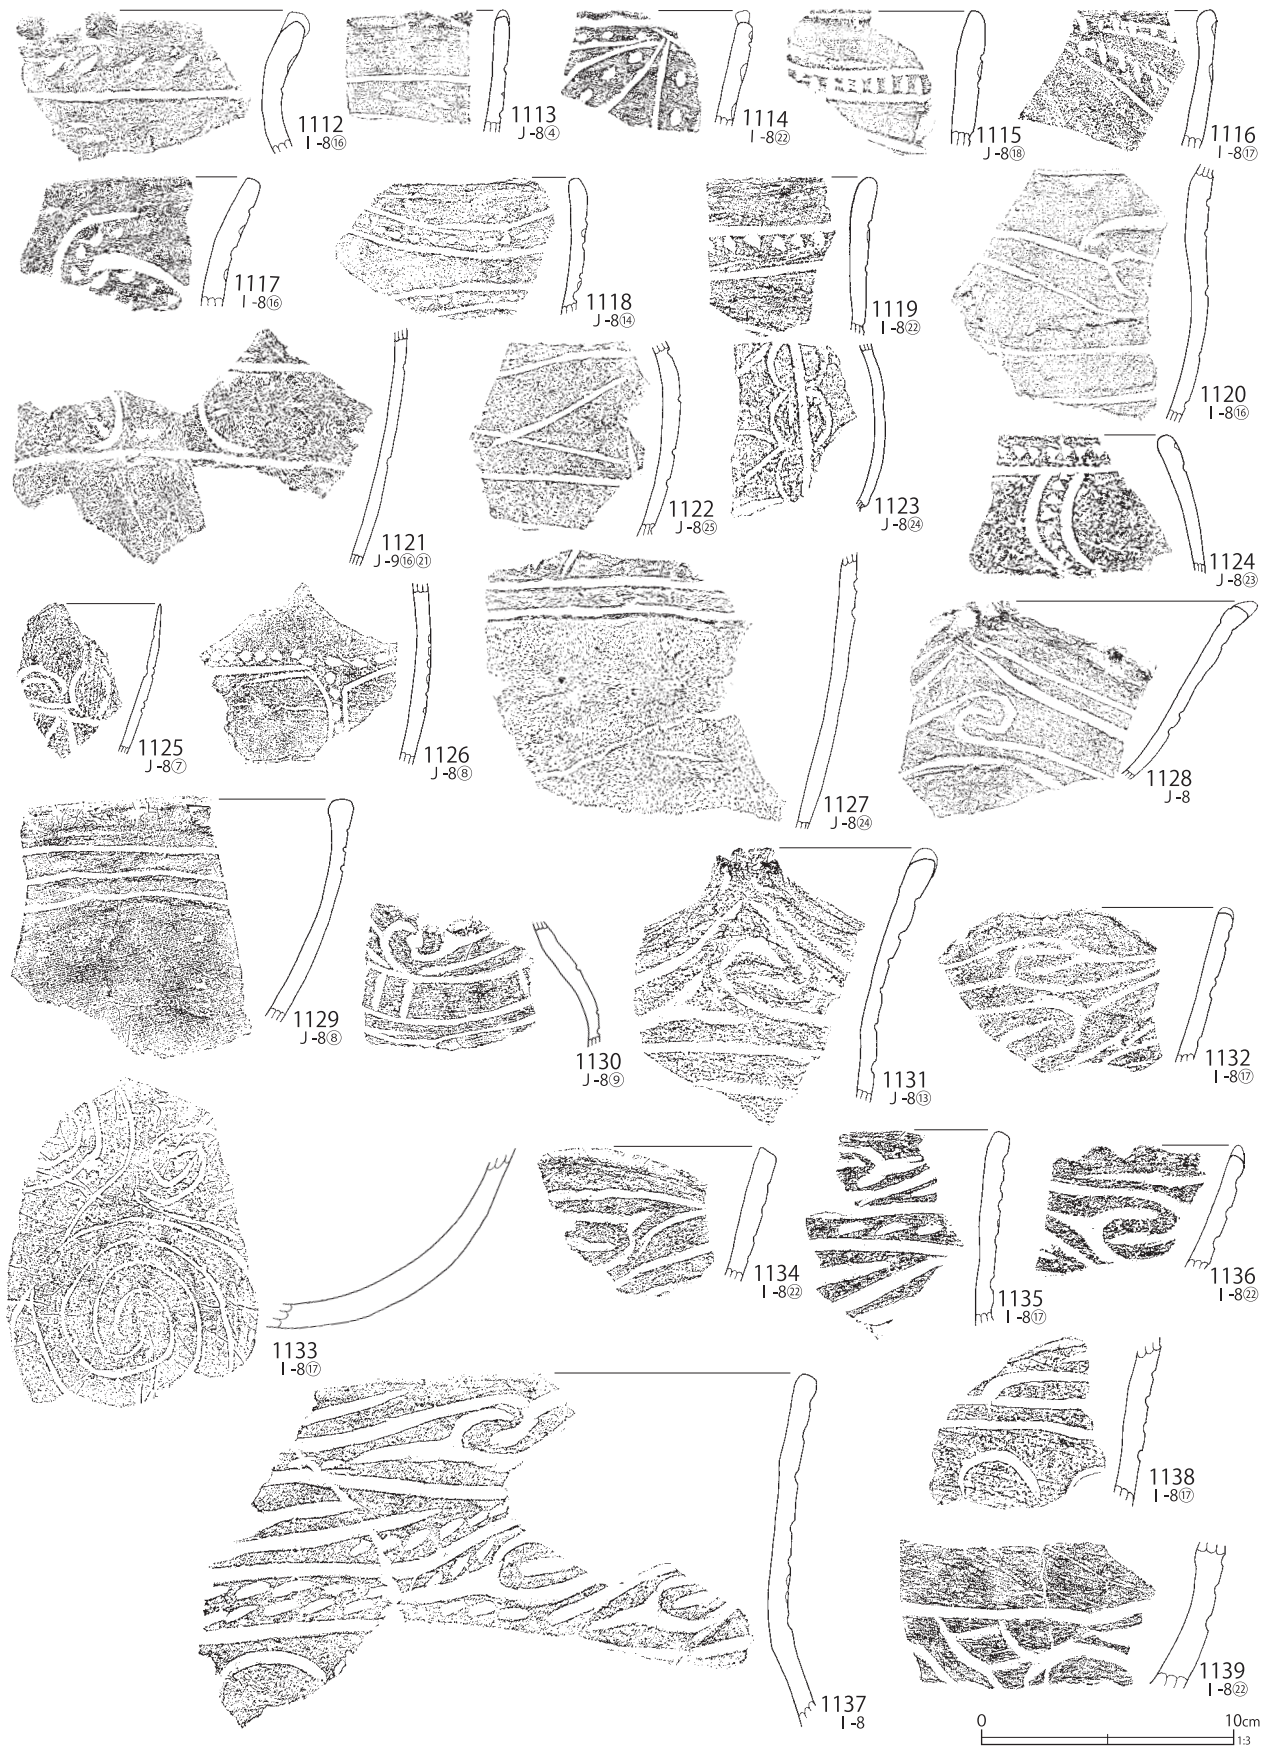 1112
I -8⑯
1113
J -8④
1114
I -8㉒
1115
J -8⑱
1116
I -8⑰
1117
I -8⑯
1118
J -8⑭
1119
I -8㉒
1120
I -8⑯
1121
J -9⑯㉑
1122
J -8㉕
1123
J -8㉔
1124
J -8㉓
1125
J -8⑦
1126
J -8⑧
1127
J -8㉔
1128
J -8
1129
J -8⑧
1130
J -8⑨
1131
J -8⑬
1132
I -8⑰
1133
I -8⑰
1134
I -8㉒
1135
I -8⑰
1136
I -8㉒
1137
I -8
1138
I -8⑰
1139
I -8㉒
0 10cm
1:3